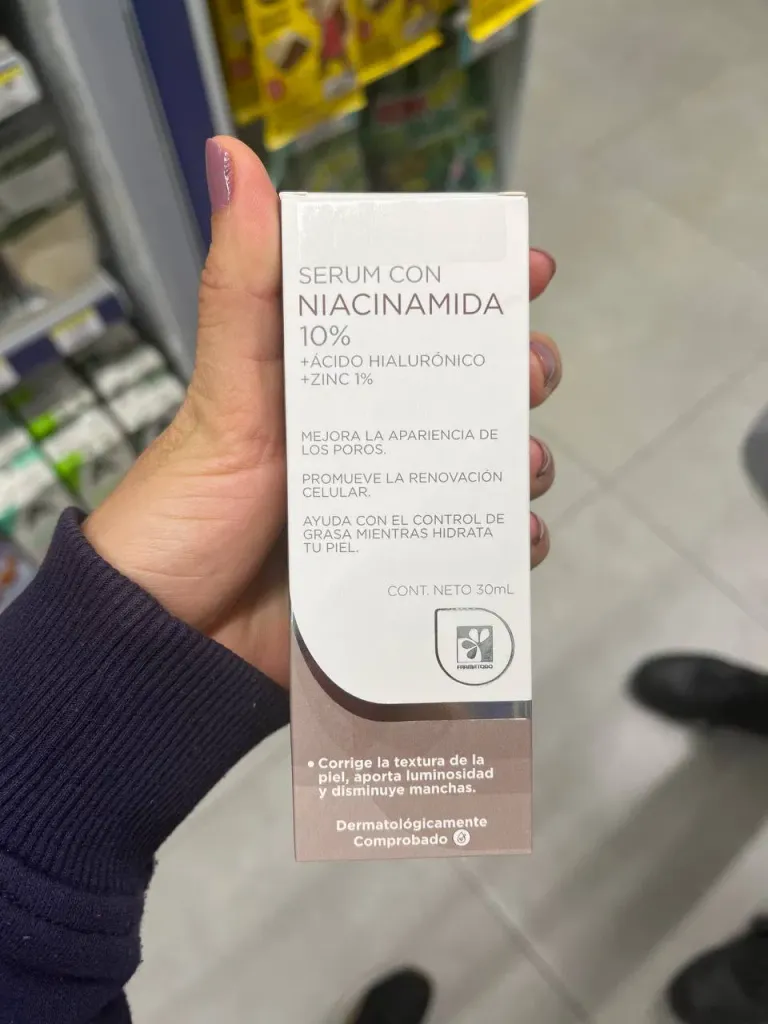 SERUM CON
NIACINAMIDA
10%
+ÁCIDO HIALURÓNICO
+ZINC 1%
MEJORA LA APARIENCIA DE
LOS POROS.
PROMUEVE LA RENOVACIÓN
CELULAR.
AYUDA CON EL CONTROL DE
GRASA MIENTRAS HIDRATA
TU PIEL.
CONT. NETO 30mL
FARMATODO
• Corrige la textura de la
piel, aporta luminosidad
y disminuye manchas.
Dermatológicamente
Comprobado